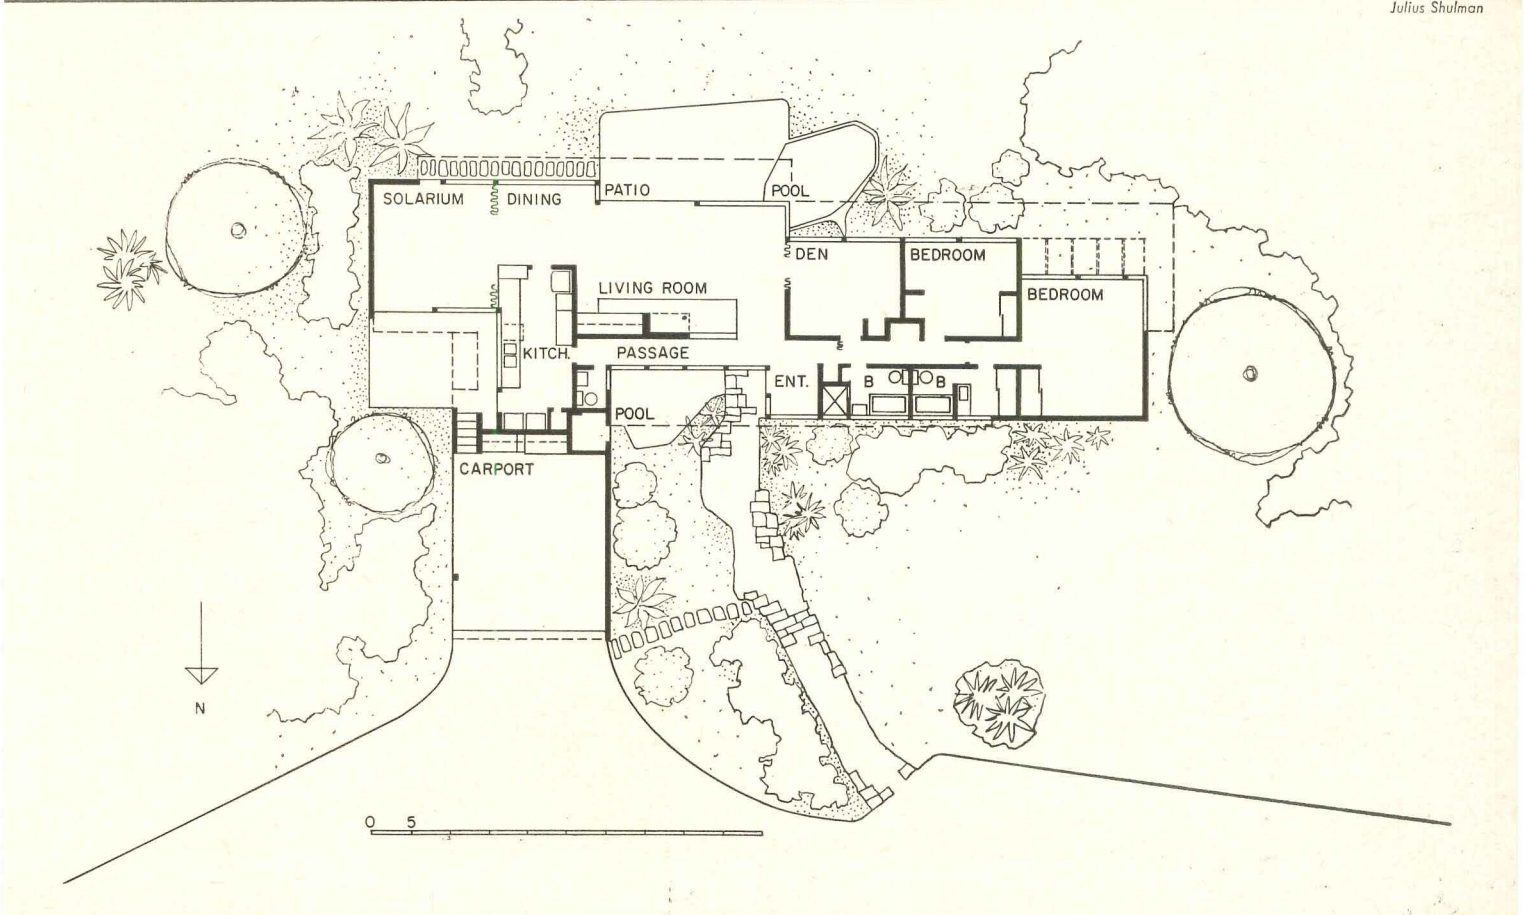 Julius Shulman
SOLARIUM
DINING
PATIO
POOL
DEN
BEDROOM
BEDROOM
LIVING ROOM
KITCH.
PASSAGE
ENT.
B
B
POOL
CARPORT
N
0 5